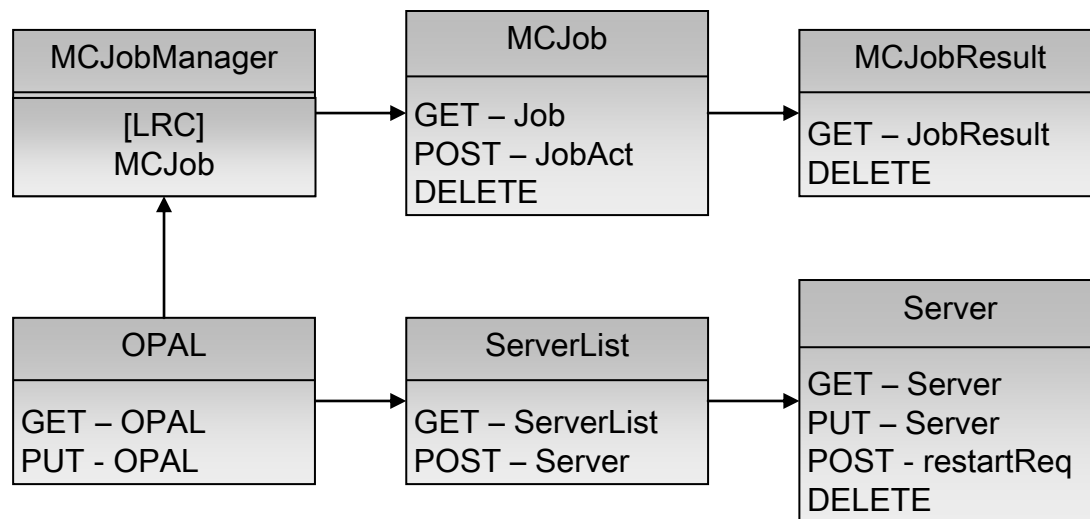 MCJobManager
[LRC]
MCJob
MCJob
GET – Job
POST – JobAct
DELETE
MCJobResult
GET – JobResult
DELETE
OPAL
GET – OPAL
PUT - OPAL
ServerList
GET – ServerList
POST – Server
Server
GET – Server
PUT – Server
POST - restartReq
DELETE